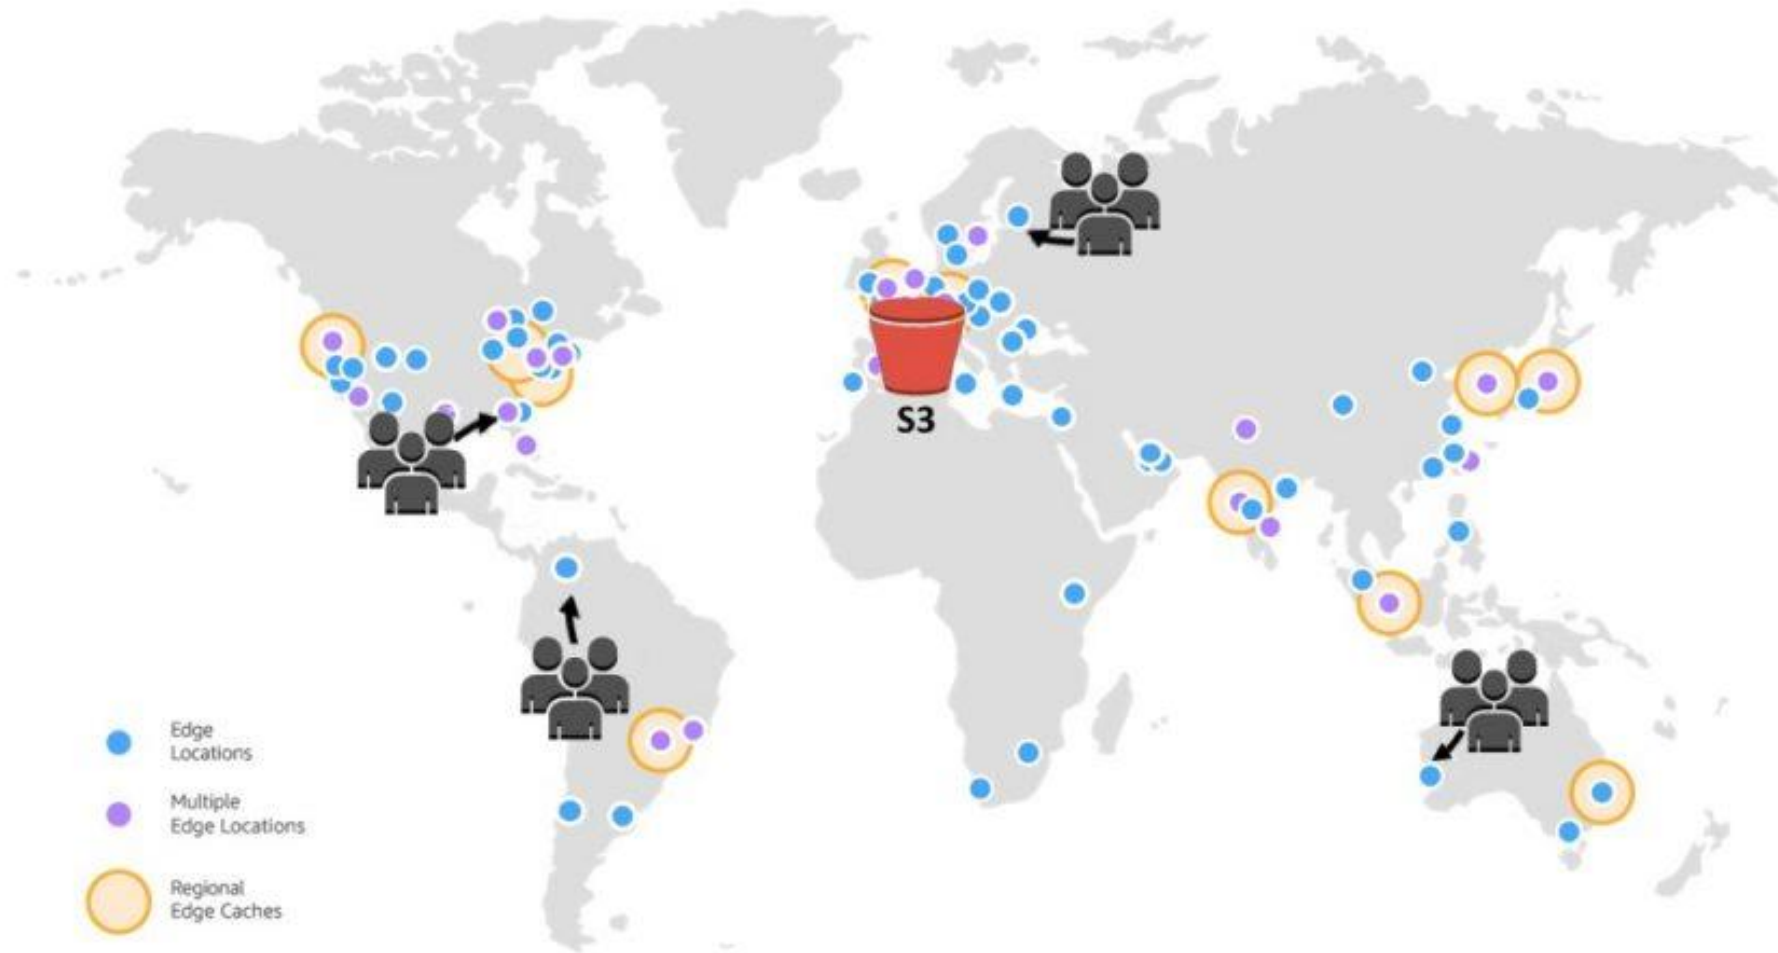 S3
Edge
Locations
Multiple
Edge Locations
Regional
Edge Caches